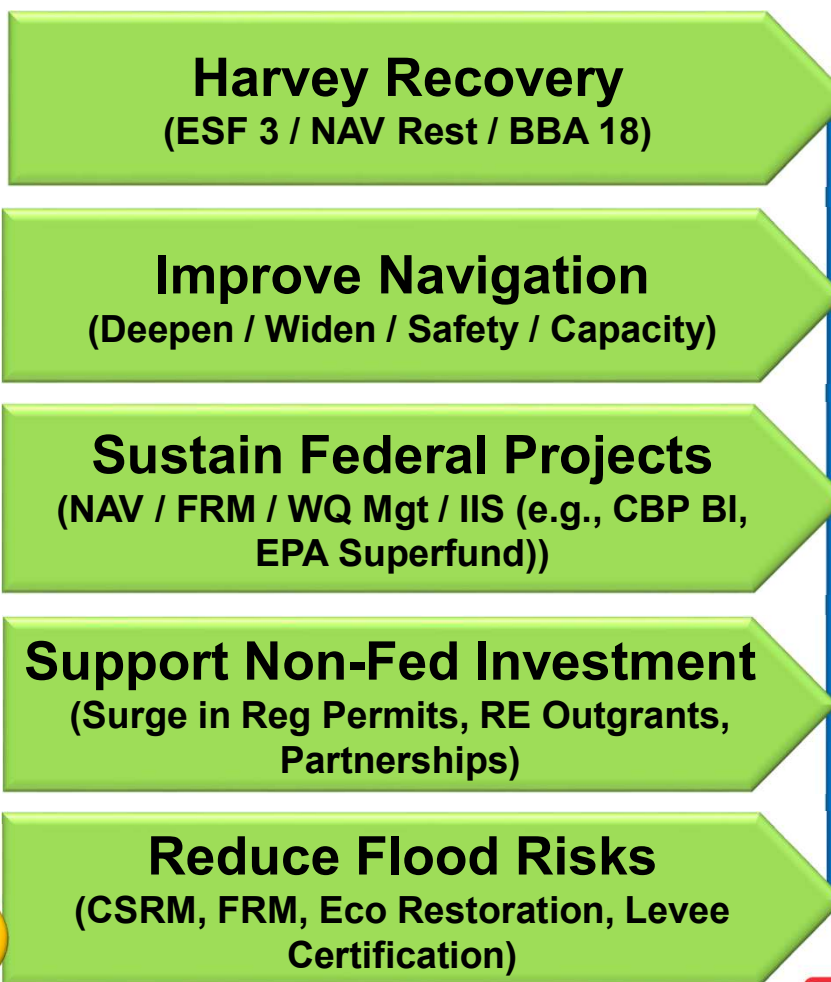 Harvey Recovery
(ESF 3 / NAV Rest / BBA 18)
Improve Navigation
(Deepen / Widen / Safety / Capacity)
Sustain Federal Projects
(NAV / FRM / WQ Mgt / IIS (e.g., CBP BI,
EPA Superfund))
Support Non-Fed Investment
(Surge in Reg Permits, RE Outgrants,
Partnerships)
Reduce Flood Risks
(CSRM, FRM, Eco Restoration, Levee
Certification)